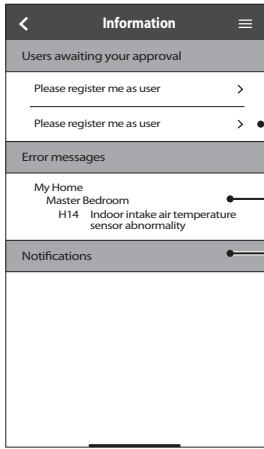 Information
Users awaiting your approval
Please register me as user
Please register me as user
Error messages
My Home
Master Bedroom
H14 Indoor intake air temperature
sensor abnormality
Notifications